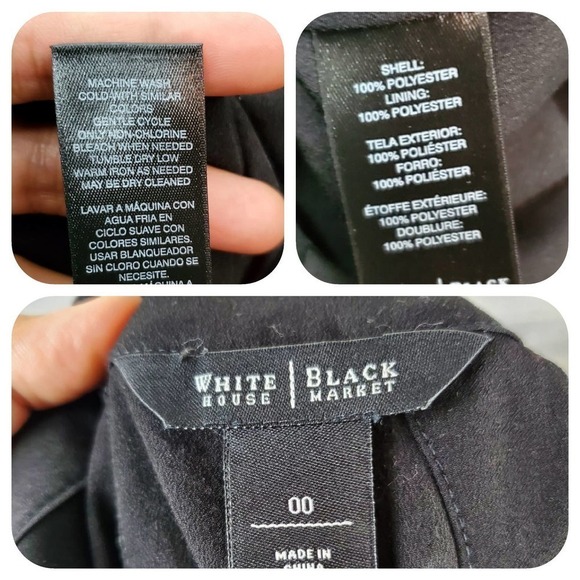 MACHINE WASH
COLD WITH SIMILAR
COLORS
GENTLE CYCLE
ONLY NON-CHLORINE
BLEACH WHEN NEEDED
TUMBLE DRY LOW
WARM IRON AS NEEDED
MAY BE DRY CLEANED
LAVAR A MÁQUINA CON
AGUA FRIA EN
CICLO SUAVE CON
COLORES SIMILARES.
USAR BLANQUEADOR
SIN CLORO CUANDO SE
NECESITE.
SHELL:
100% POLYESTER
LINING:
100% POLYESTER
TELA EXTERIOR:
100% POLIÉSTER
FORRO:
100% POLIÉSTER
ÉTOFFE EXTÉRIEURE:
100% POLYESTER
DOUBLURE:
100% POLYESTER
WHITE | BLACK
HOUSE | MARKET
00
MADE IN
CHINA